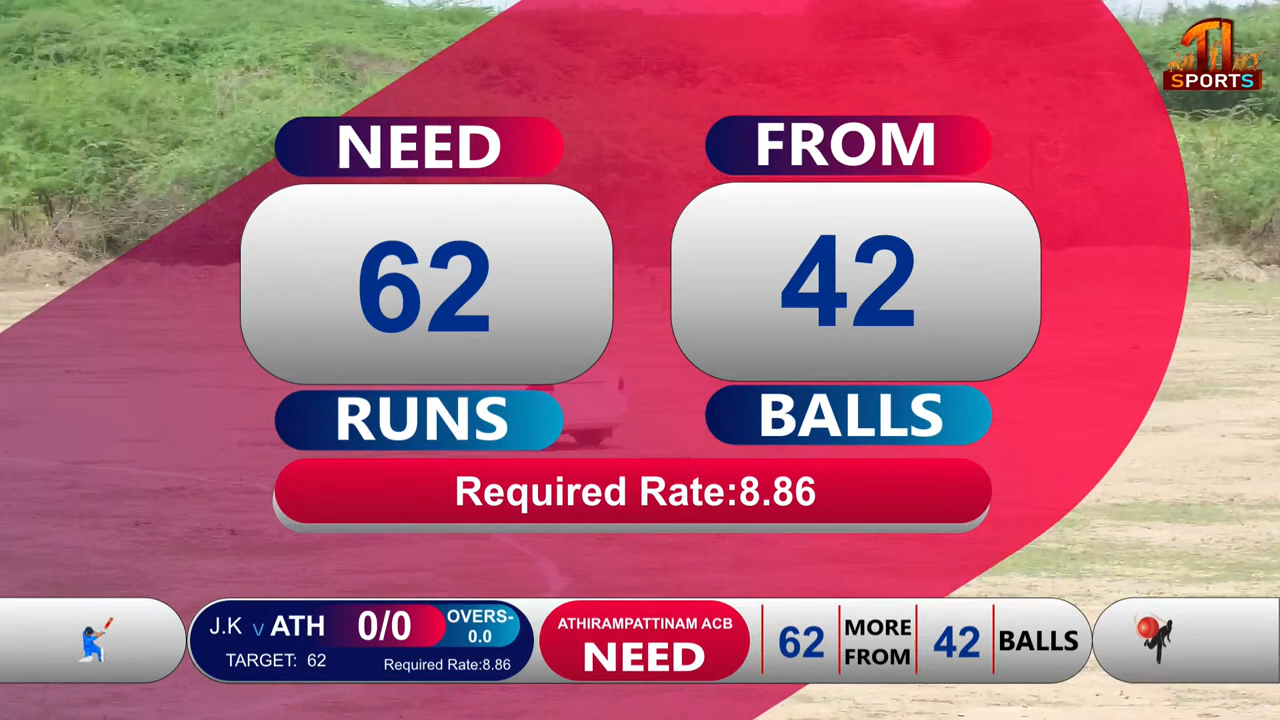 SPORTS
NEED
FROM
62
42
RUNS
BALLS
Required Rate:8.86
J.K v ATH
0/0
OVERS-
0.0
TARGET: 62
Required Rate:8.86
ATHIRAMPATTINAM ACB
NEED
62
MORE
FROM
42
BALLS